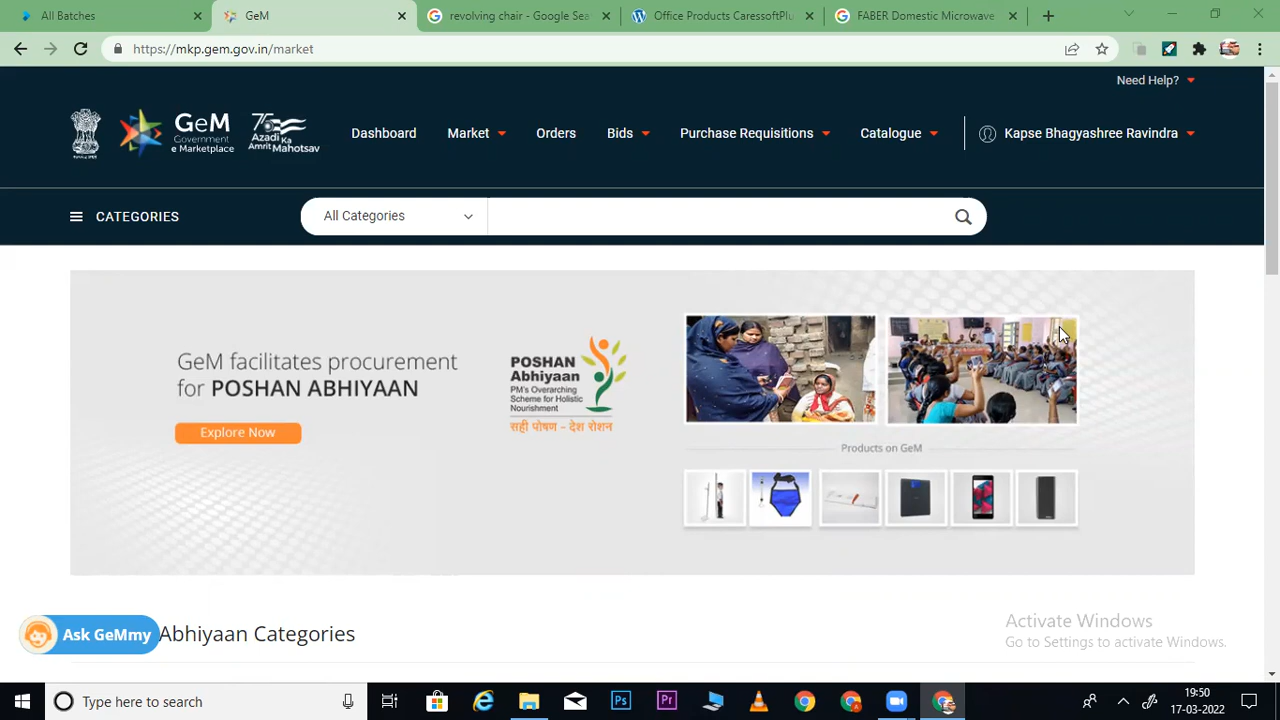 All Batches
GeM
revolving chair - Google Sea
Office Products CaressoftPlu
FABER Domestic Microwave
https://mkp.gem.gov.in/market
Need Help?
GeM
Government
e Marketplace
75
Azadi Ka
Amrit Mahotsav
Dashboard
Market
Orders
Bids
Purchase Requisitions
Catalogue
Kapse Bhagyashree Ravindra
CATEGORIES
All Categories
GeM facilitates procurement
for POSHAN ABHIYAAN
Explore Now
POSHAN
Abhiyaan
PM's Overarching
Scheme for Holistic
Nourishment
सही पोषण - देश रोशन
Products on GeM
Ask GeMmy
Abhiyaan Categories
Activate Windows
Go to Settings to activate Windows.
Type here to search
Ps
Pr
19:50
17-03-2022